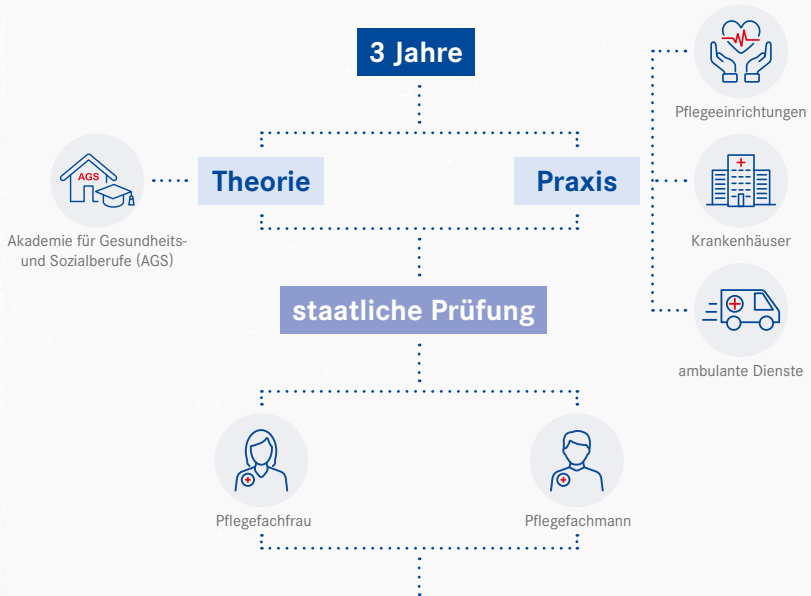 3 Jahre
Pflegeeinrichtungen
AGS
Theorie
Praxis
Akademie für Gesundheits-
und Sozialberufe (AGS)
Krankenhäuser
staatliche Prüfung
ambulante Dienste
Pflegefachfrau
Pflegefachmann